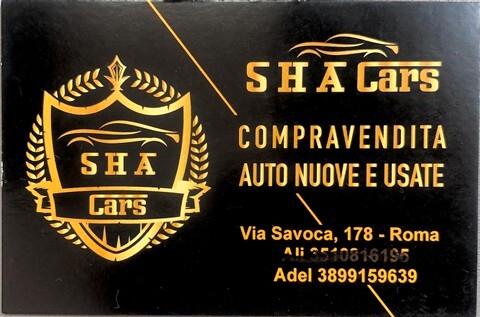 SHA
Cars
SHA Cars
COMPRAVENDITA
AUTO NUOVE E USATE
Via Savoca, 178 - Roma
Ali 3510816195
Adel 3899159639